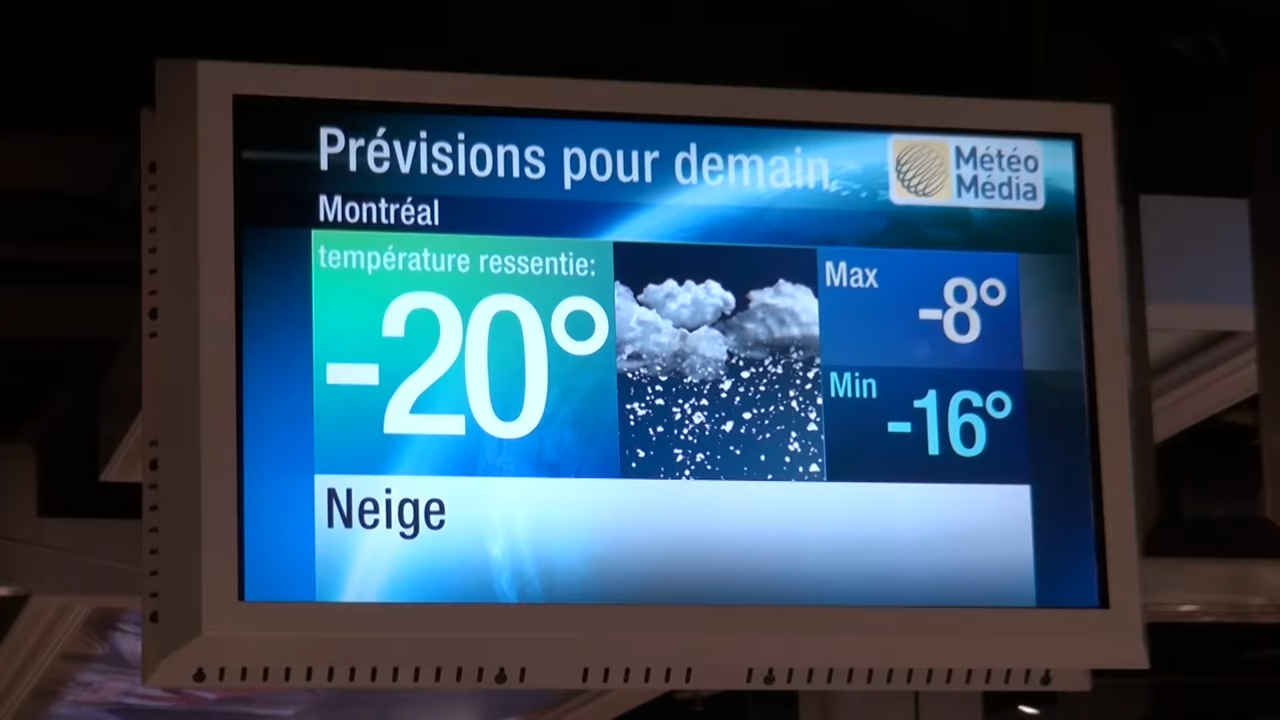 Prévisions pour demain
Météo
Média
Montréal
température ressentie:
-20°
Max
-8°
Min
-16°
Neige